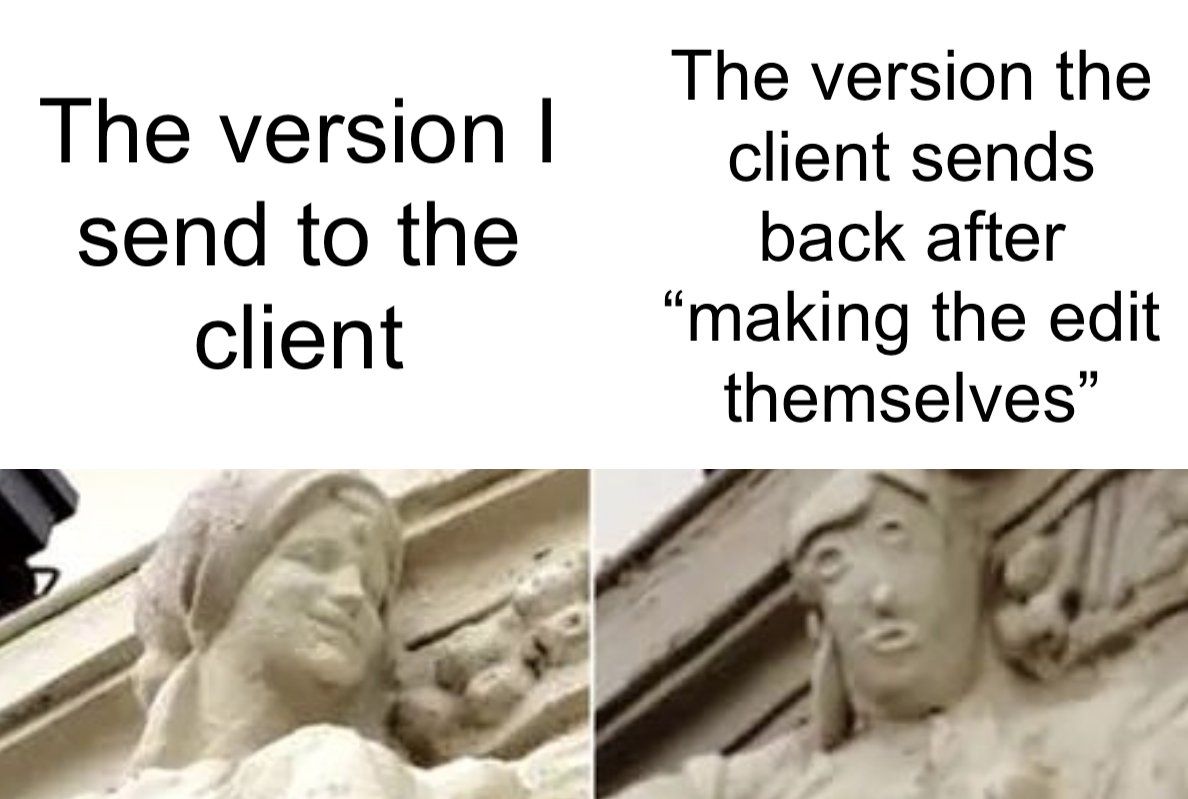 The version I
send to the
client
The version the
client sends
back after
“making the edit
themselves”